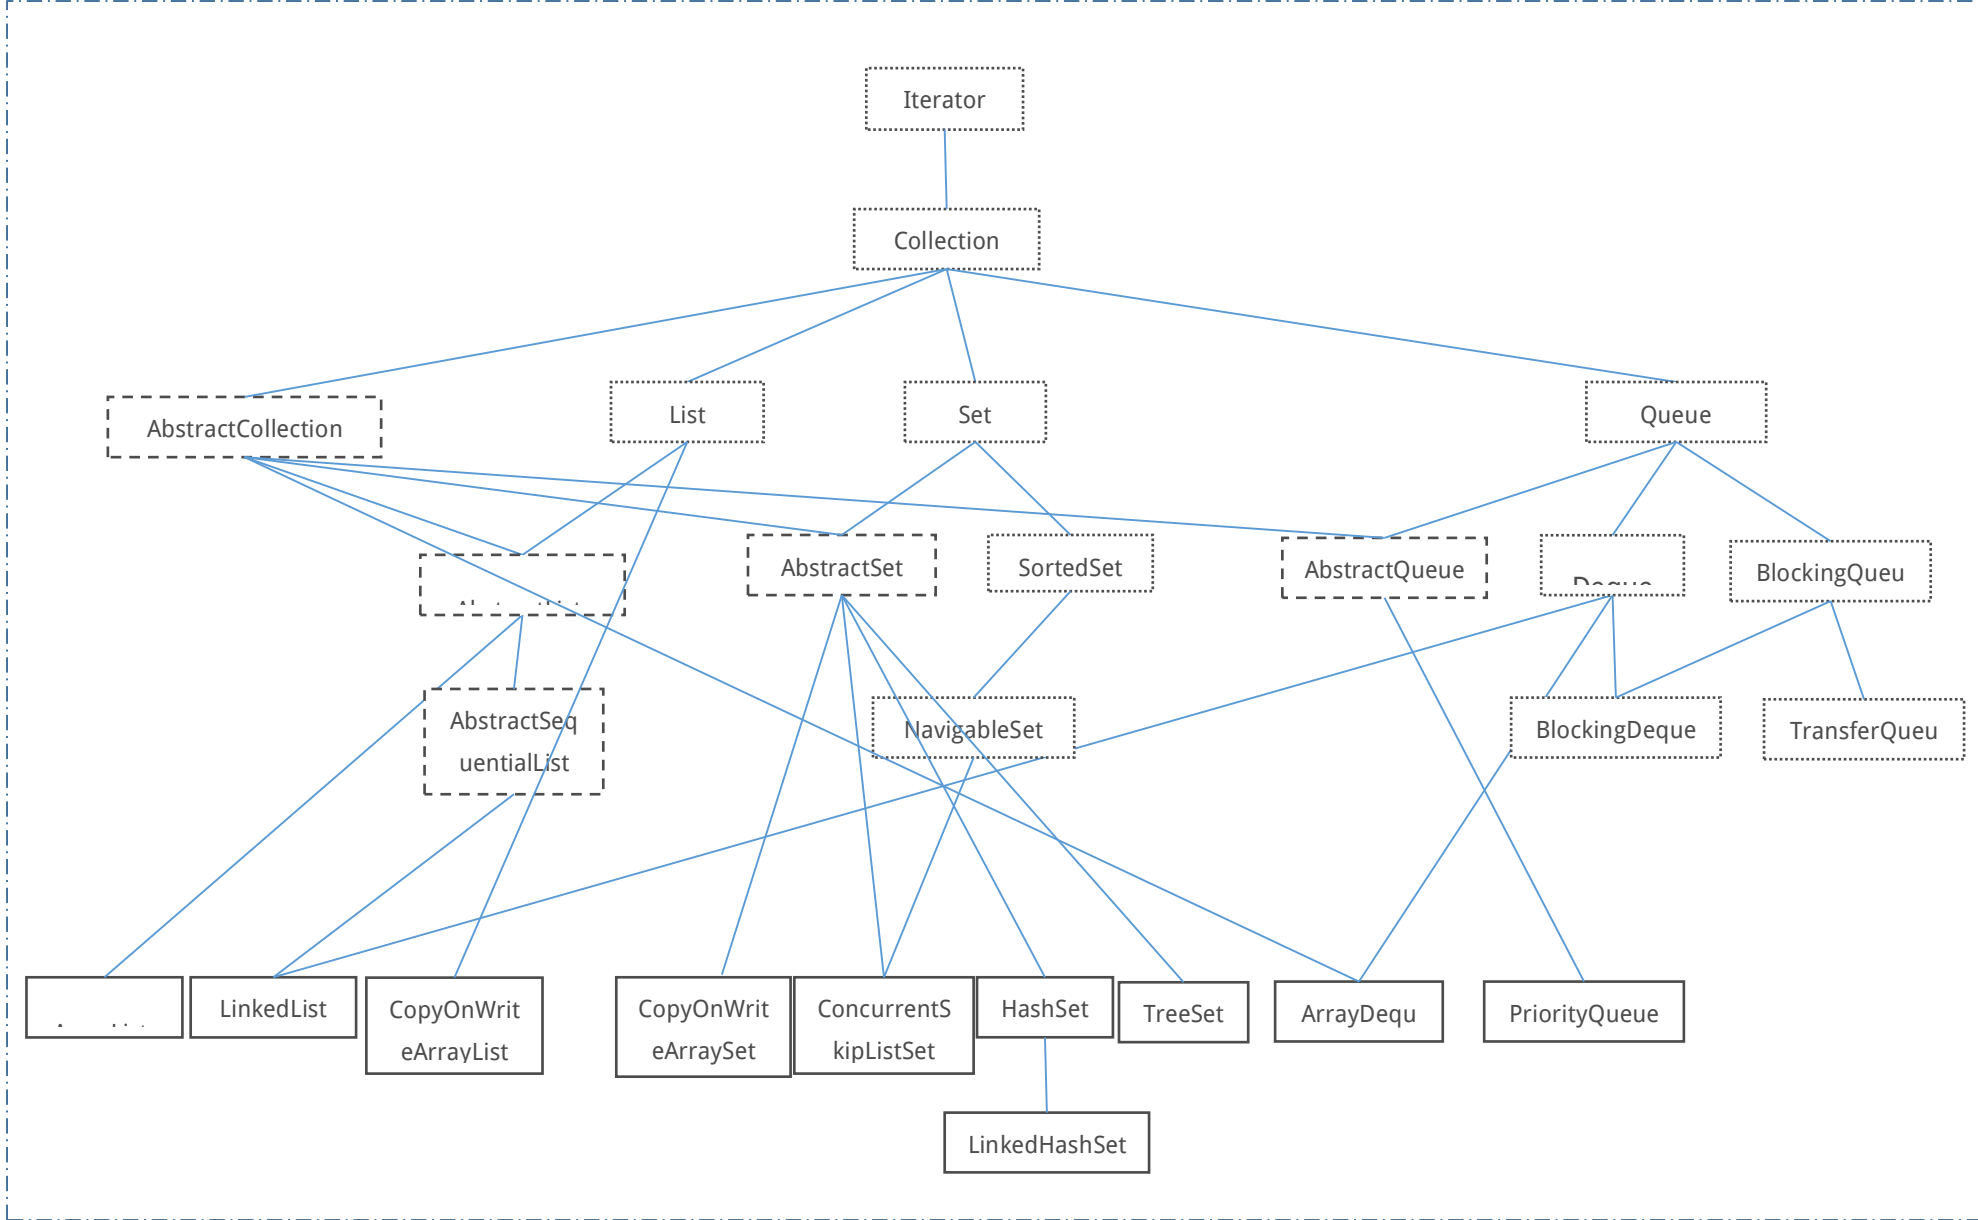 Iterator
Collection
AbstractCollection
List
Set
Queue
AbstractSet
SortedSet
AbstractQueue
Deque
BlockingQueu
AbstractSeq
uentialList
NavigableSet
BlockingDeque
TransferQueu
LinkedList
CopyOnWrit
eArrayList
CopyOnWrit
eArraySet
ConcurrentS
kipListSet
HashSet
TreeSet
ArrayDequ
PriorityQueue
LinkedHashSet